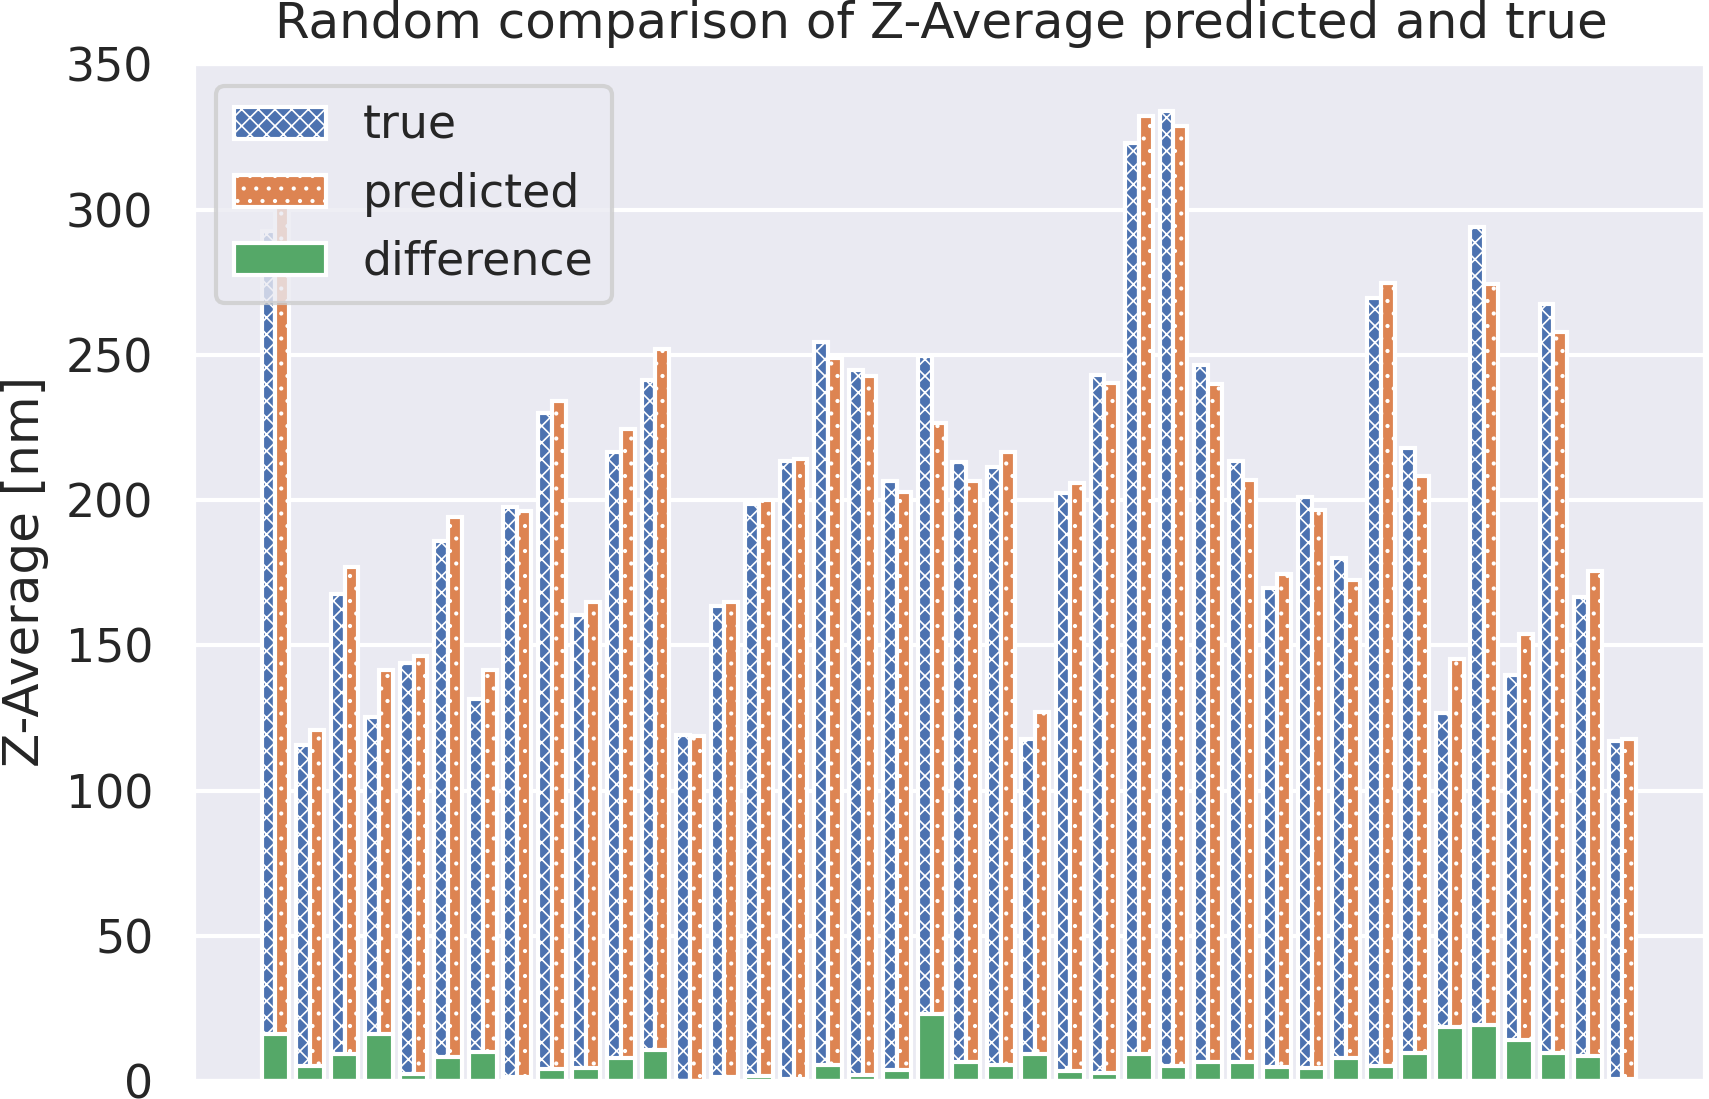 Random comparison of Z-Average predicted and true
350
300
250
200
150
100
50
0
Z-Average [nm]
true
predicted
difference